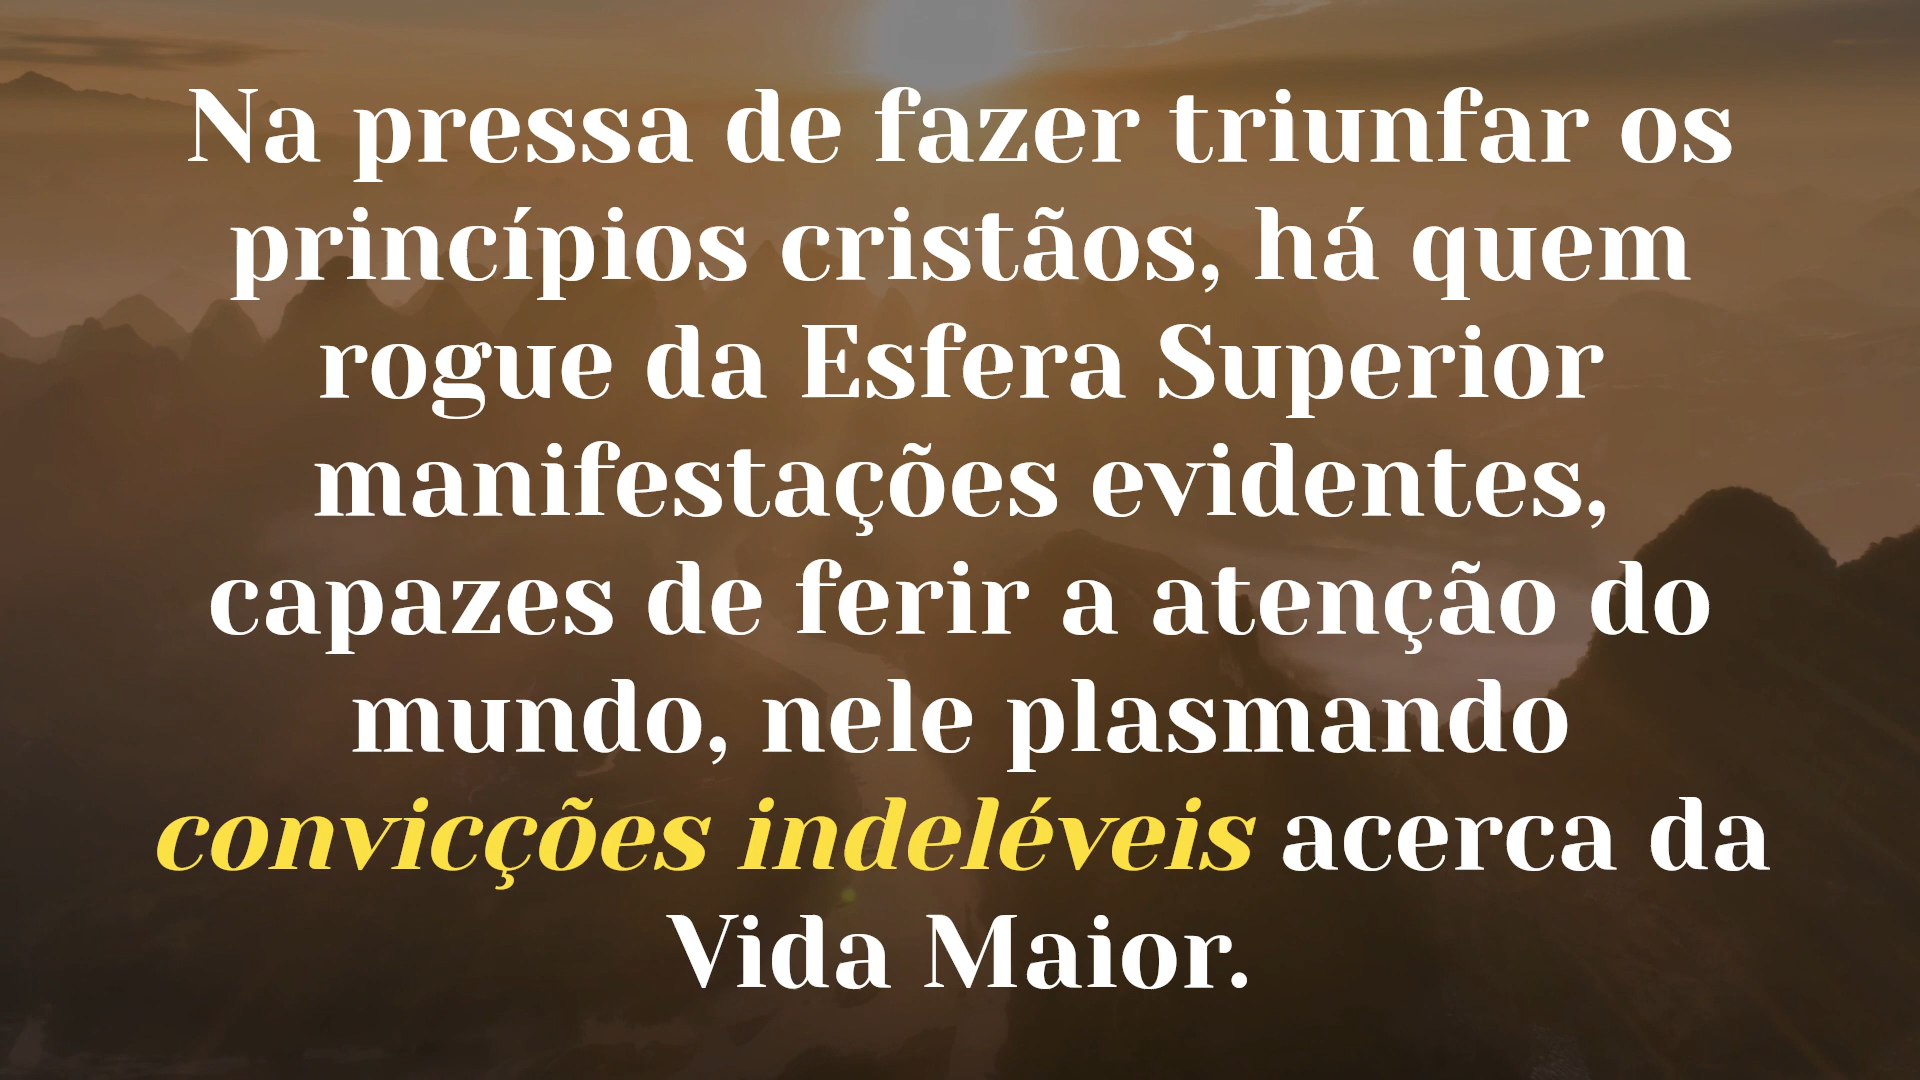 Na pressa de fazer triunfar os
princípios cristãos, há quem
rogue da Esfera Superior
manifestações evidentes,
capazes de ferir a atenção do
mundo, nele plasmando
convicções indeléveis acerca da
Vida Maior.